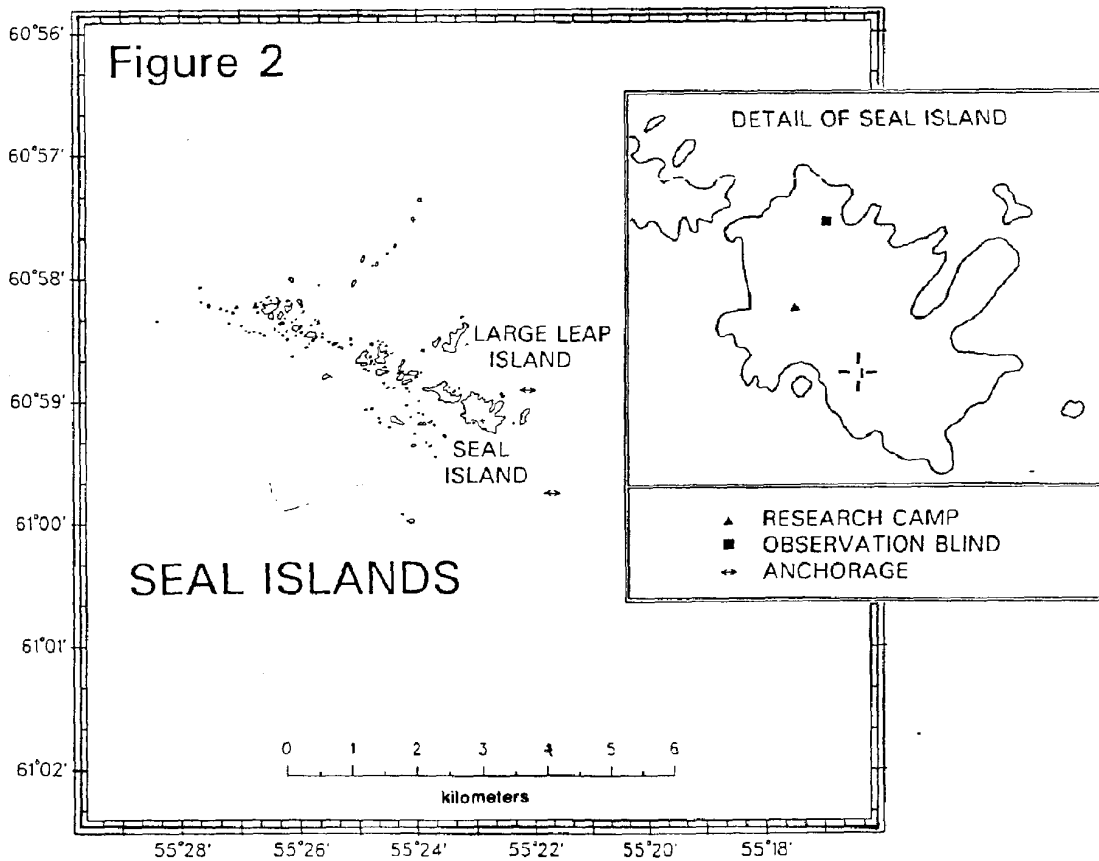 Figure 2
60°56'
60°57'
60°58'
60°59'
61°00'
61°01'
61°02'
LARGE LEAP
ISLAND
SEAL
ISLAND
SEAL ISLANDS
0 1 2 3 4 5 6
kilometers
55°28' 55°26' 55°24' 55°22' 55°20' 55°18'
DETAIL OF SEAL ISLAND
RESEARCH CAMP
OBSERVATION BLIND
ANCHORAGE